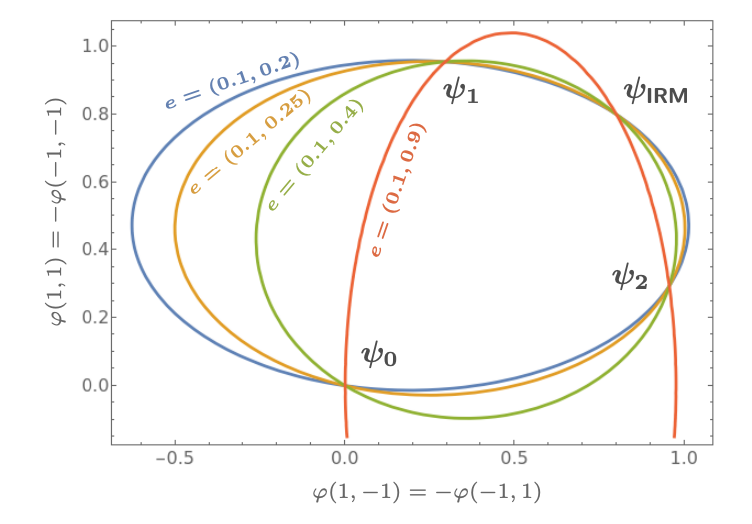 1.0
0.8
0.6
0.4
0.2
0.0
−0.5
0.0
0.5
1.0
φ(1, 1) = −φ(−1, −1)
φ(1, −1) = −φ(−1, 1)
e = (0.1, 0.2)
e = (0.1, 0.25)
e = (0.1, 0.4)
e = (0.1, 0.9)
ψ₁
ψIRM
ψ₂
ψ₀